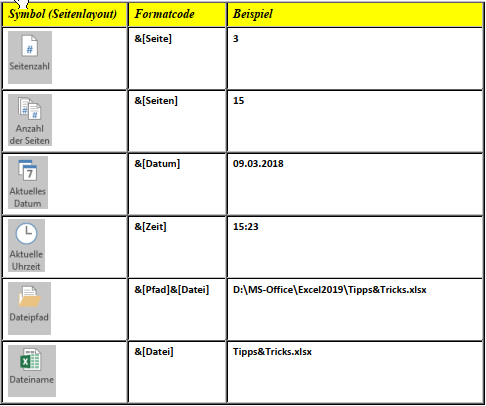 Symbol (Seitenlayout) Formatcode Beispiel
# Seitenzahl &[Seite] 3
# # Anzahl der Seiten &[Seiten] 15
7 Aktuelles Datum &[Datum] 09.03.2018
Aktuelle Uhrzeit &[Zeit] 15:23
Dateipfad &[Pfad]&[Datei] D:\MS-Office\Excel2019\Tipps&Tricks.xlsx
X Dateiname &[Datei] Tipps&Tricks.xlsx